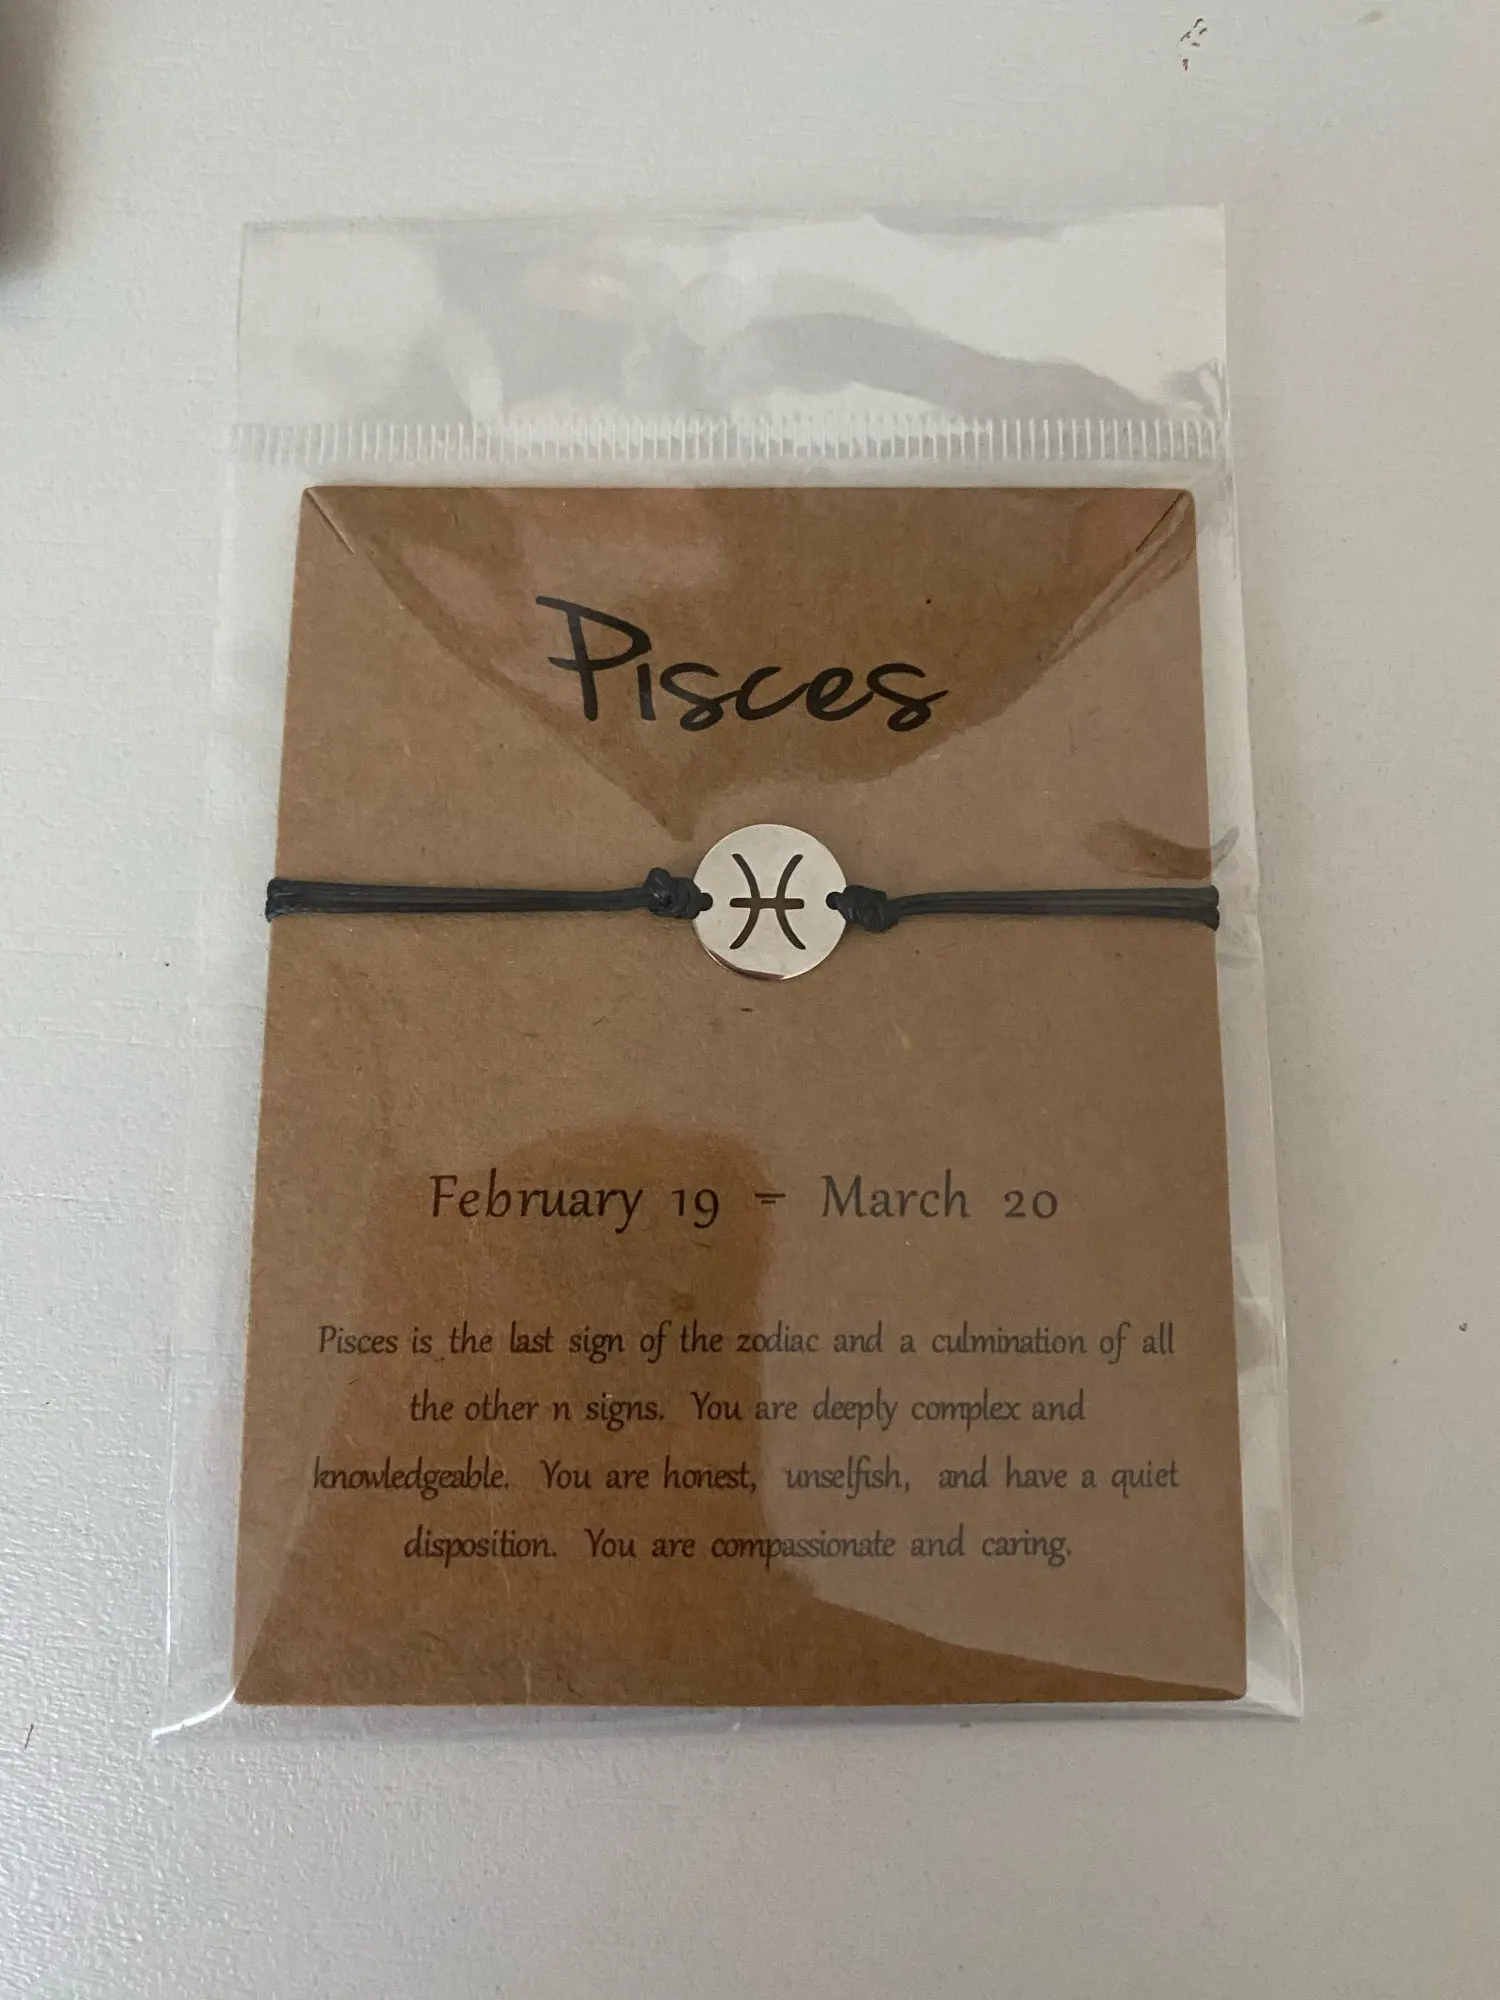 Pisces
February 19 - March 20
Pisces is the last sign of the zodiac and a culmination of all
the other n signs. You are deeply complex and
knowledgeable. You are honest, unselfish, and have a quiet
disposition. You are compassionate and caring.